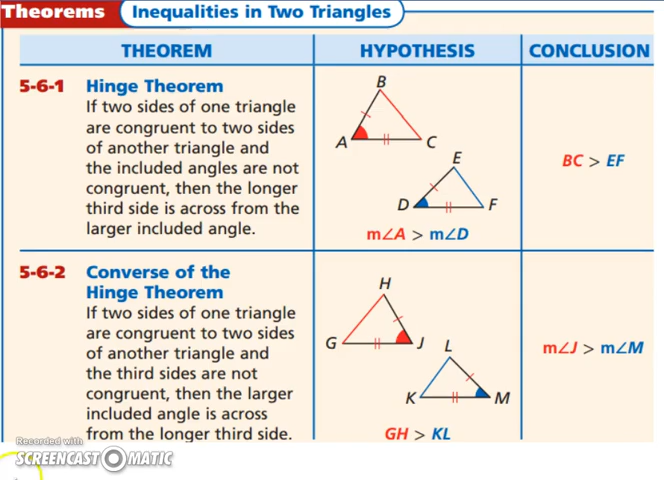 Theorems Inequalities in Two Triangles
THEOREM HYPOTHESIS CONCLUSION
5-6-1 Hinge Theorem
If two sides of one triangle
are congruent to two sides
of another triangle and
the included angles are not
congruent, then the longer
third side is across from the
larger included angle.
B
A
C
E
D
F
m∠A > m∠D
BC > EF
5-6-2 Converse of the
Hinge Theorem
If two sides of one triangle
are congruent to two sides
of another triangle and
the third sides are not
congruent, then the larger
included angle is across
from the longer third side.
H
G
J
L
K
M
GH > KL
m∠J > m∠M
Recorded with
SCREENCAST O MATIC